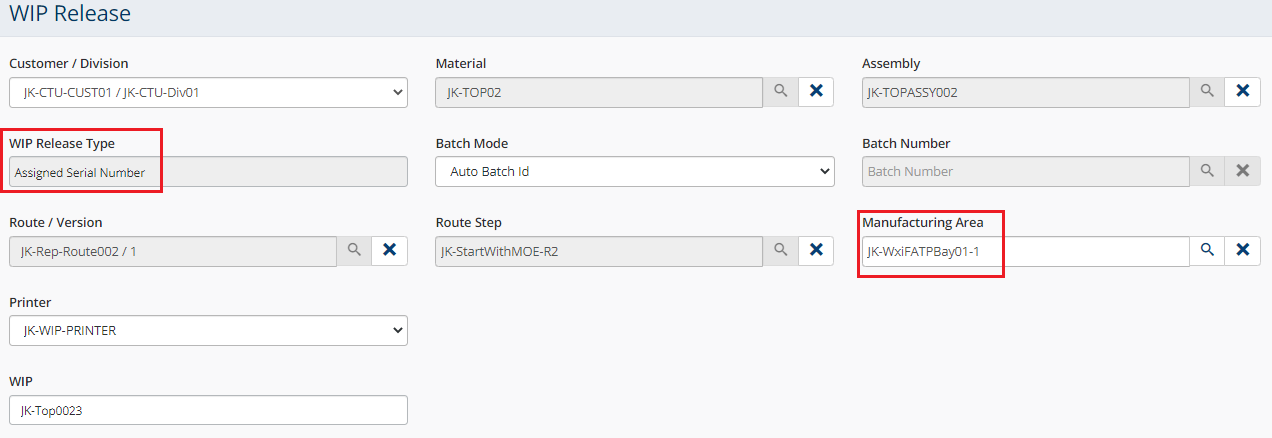 WIP Release
Customer / Division
Material
Assembly
JK-CTU-CUST01 / JK-CTU-Div01
JK-TOP02
JK-TOPASSY002
WIP Release Type
Batch Mode
Batch Number
Assigned Serial Number
Auto Batch Id
Batch Number
Route / Version
Route Step
Manufacturing Area
JK-Rep-Route002 / 1
JK-StartWithMOE-R2
JK-WxiFATPBay01-1
Printer
JK-WIP-PRINTER
WIP
JK-Top0023